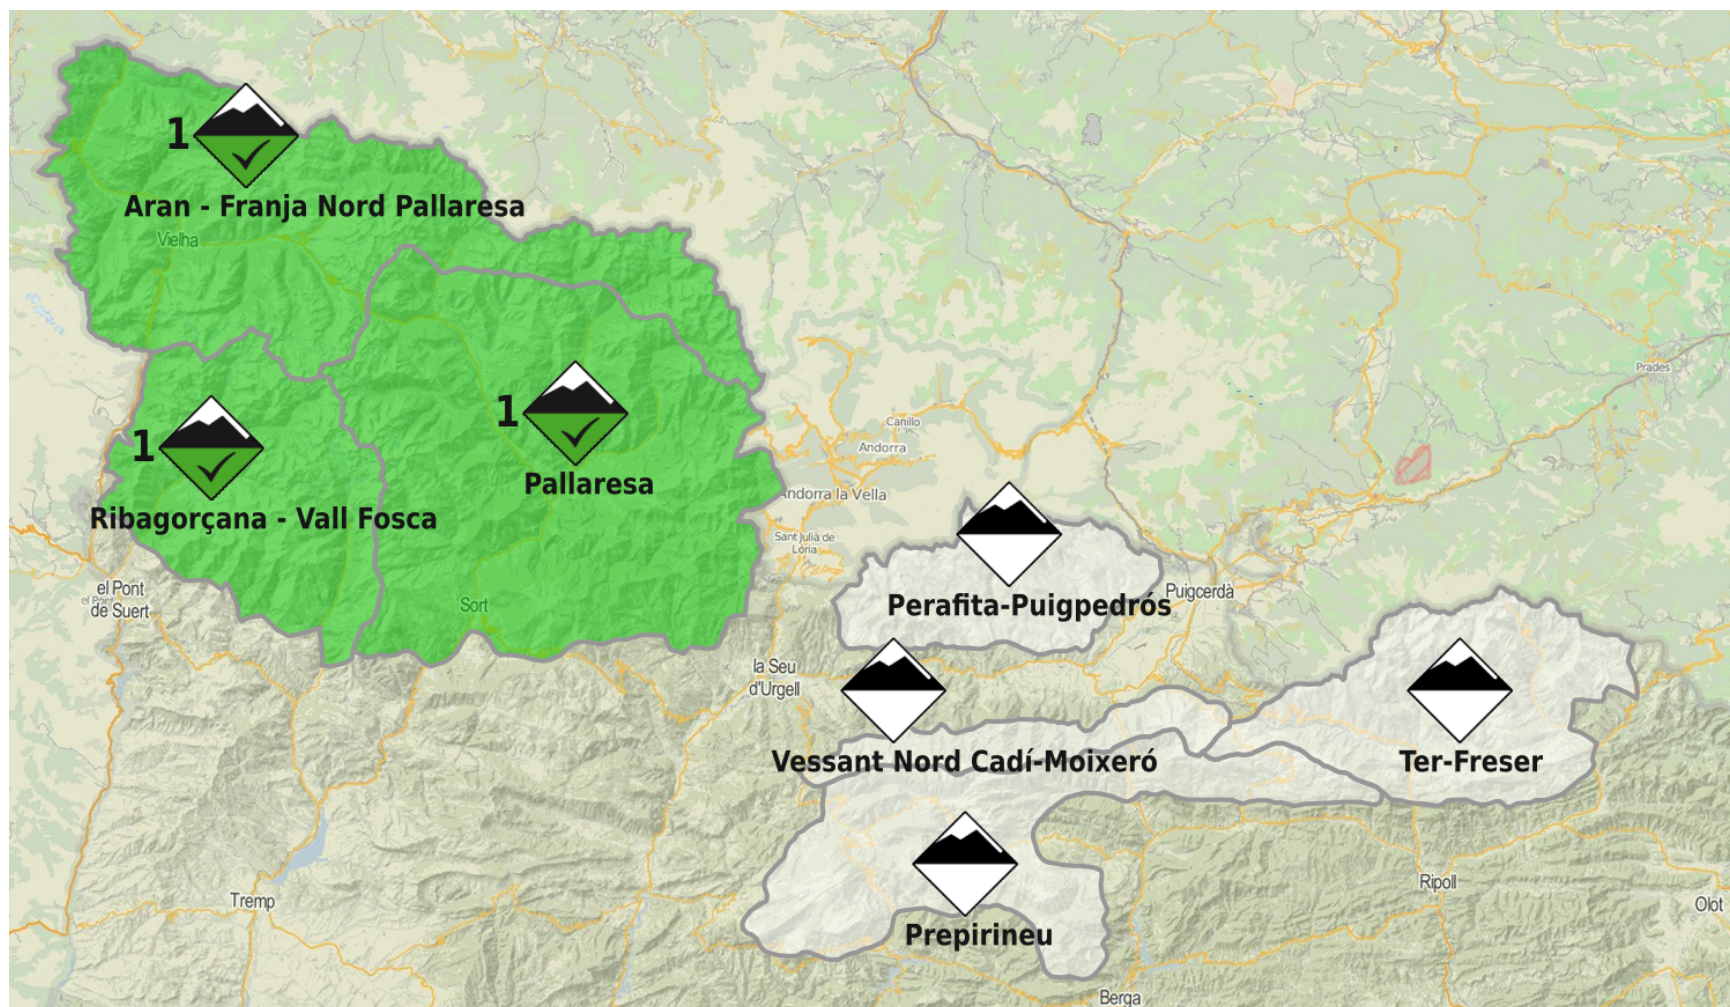 1
Aran - Franja Nord Pallaresa
Vielha
Prades
1
Canillo
1
Andorra
Pallaresa
Andorra la Vella
Ribagorçana - Vall Fosca
Sant Julià de
Lòria
el Pont
de Suert
Puigcerdà
Sort
Perafita-Puigpedrós
la Seu
d'Urgell
Vessant Nord Cadí-Moixeró
Ter-Freser
Ripoll
Tremp
Olot
Prepirineu
Berga